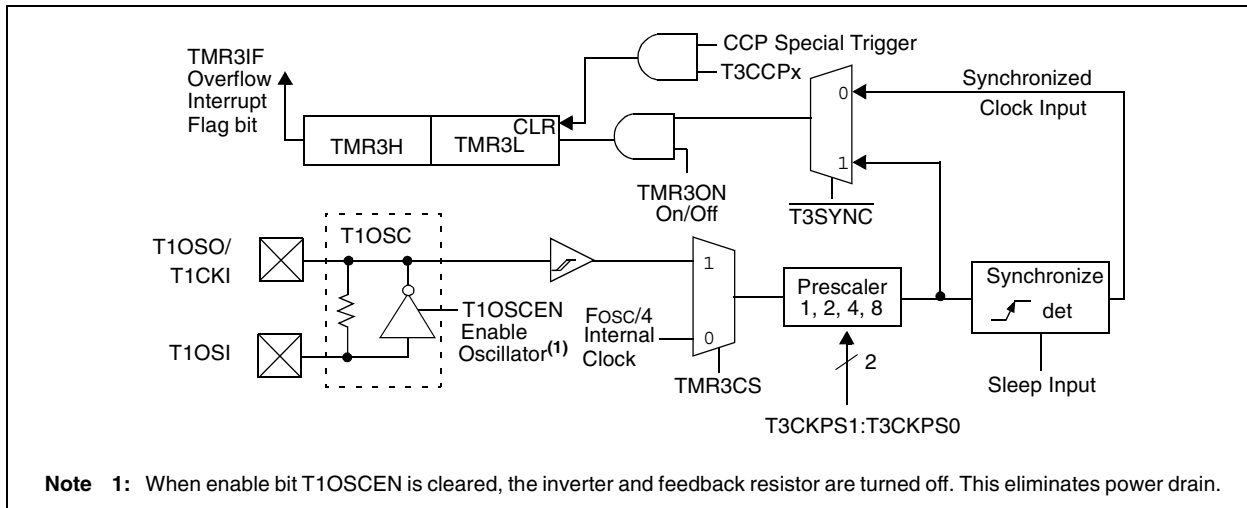 TMR3IF
Overflow
Interrupt
Flag bit
TMR3H
TMR3L
CLR
CCP Special Trigger
T3CCPx
TMR3ON
On/Off
0
1
T3SYNC
Synchronized
Clock Input
T1OSO/
T1CKI
T1OSI
T1OSC
T1OSCEN
Enable
Oscillator(1)
FOSC/4
Internal
Clock
1
0
TMR3CS
Prescaler
1, 2, 4, 8
2
T3CKPS1:T3CKPS0
Synchronize
det
Sleep Input
Note 1: When enable bit T1OSCEN is cleared, the inverter and feedback resistor are turned off. This eliminates power drain.